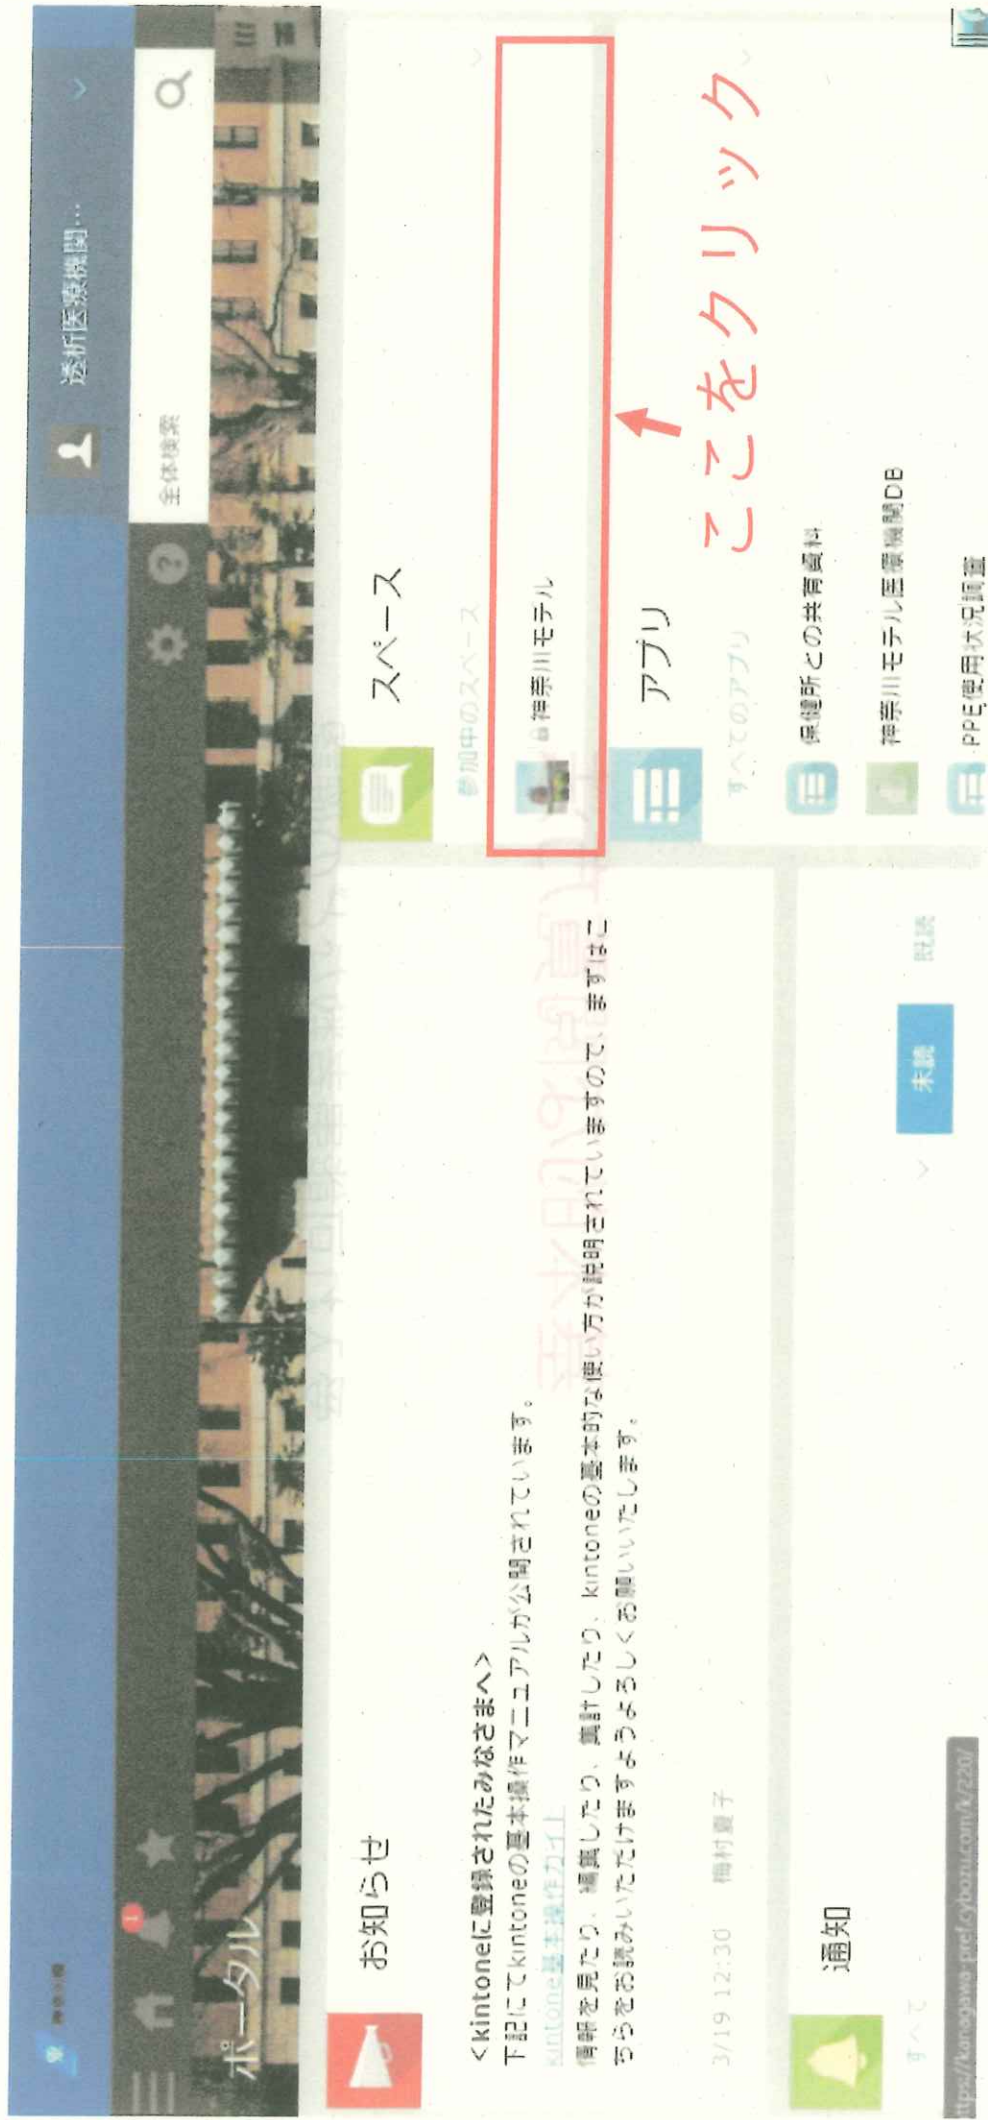 神奈川県
透析医療機関…
全体検索
ポータル
お知らせ
<kintoneに登録されたみなさまへ>
下記にてkintoneの基本操作マニュアルが公開されています。
kintone基本操作ガイド
情報を見たり、編集したり、集計したり、kintoneの基本的な使い方が説明されていますので、まずはこ
ちらをお読みいただけますようよろしくお願いいたします。
3/19 12:30 梅村夏子
通知
すべて
未読
既読
スペース
参加中のスペース
神奈川モデル
アプリ
ここをクリック
すべてのアプリ
保健所との共有資料
神奈川モデル医療機関DB
PPE使用状況調査
ttps://kanagawa-pref.cybozu.com/k/220/